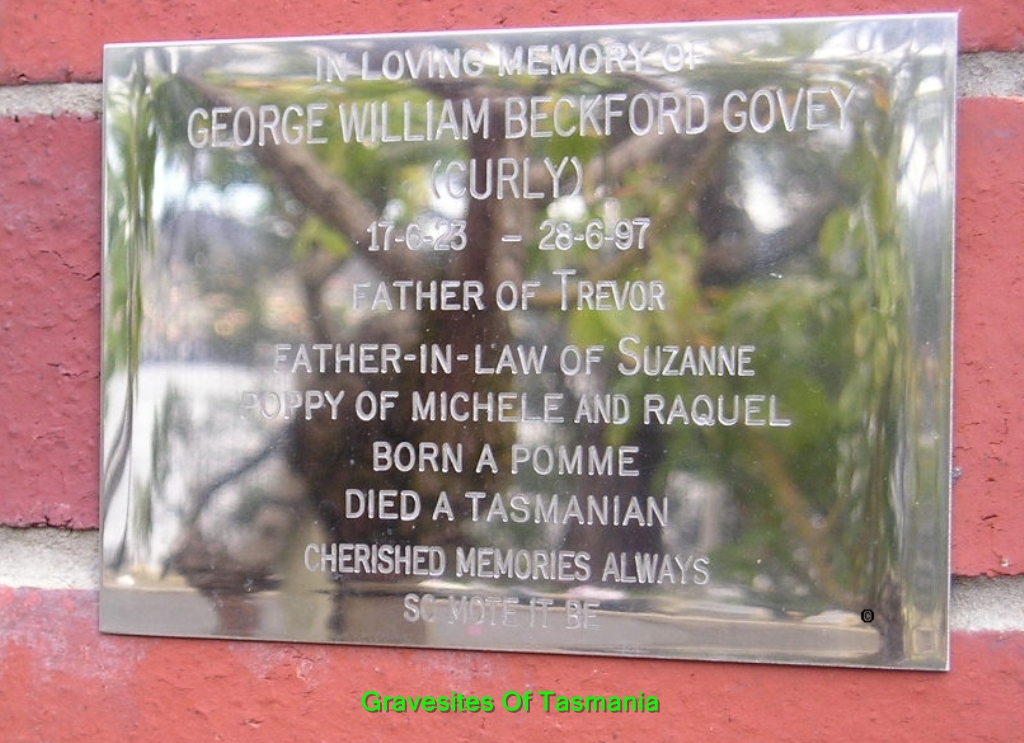 IN LOVING MEMORY OF
GEORGE WILLIAM BECKFORD GOVEY
(CURLY)
17-6-23 - 28-6-97
FATHER OF TREVOR
FATHER-IN-LAW OF SUZANNE
POPPY OF MICHELE AND RAQUEL
BORN A POMME
DIED A TASMANIAN
CHERISHED MEMORIES ALWAYS
SO MOTE IT BE
©
Gravesites Of Tasmania